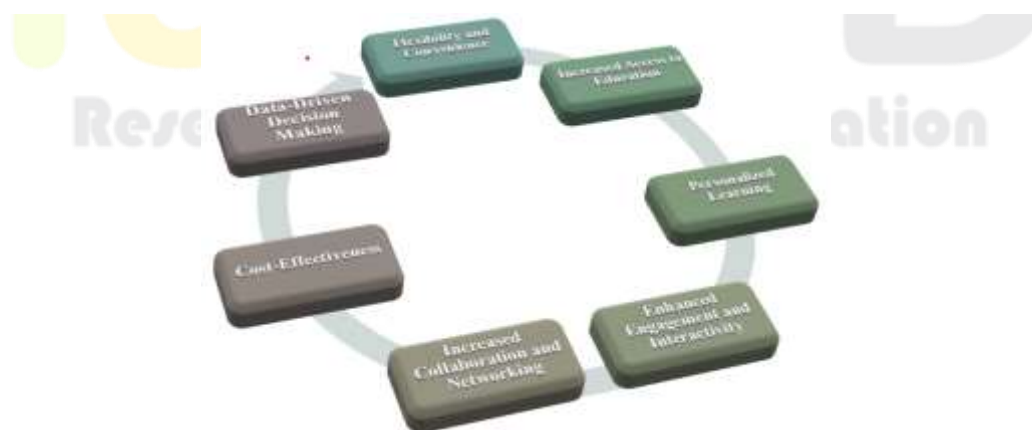 Flexibility and
Convenience
Increased Access to
Education
Personalized
Learning
Enhanced
Engagement and
Interactivity
Increased
Collaboration and
Networking
Cost-Effectiveness
Data-Driven
Decision
Making